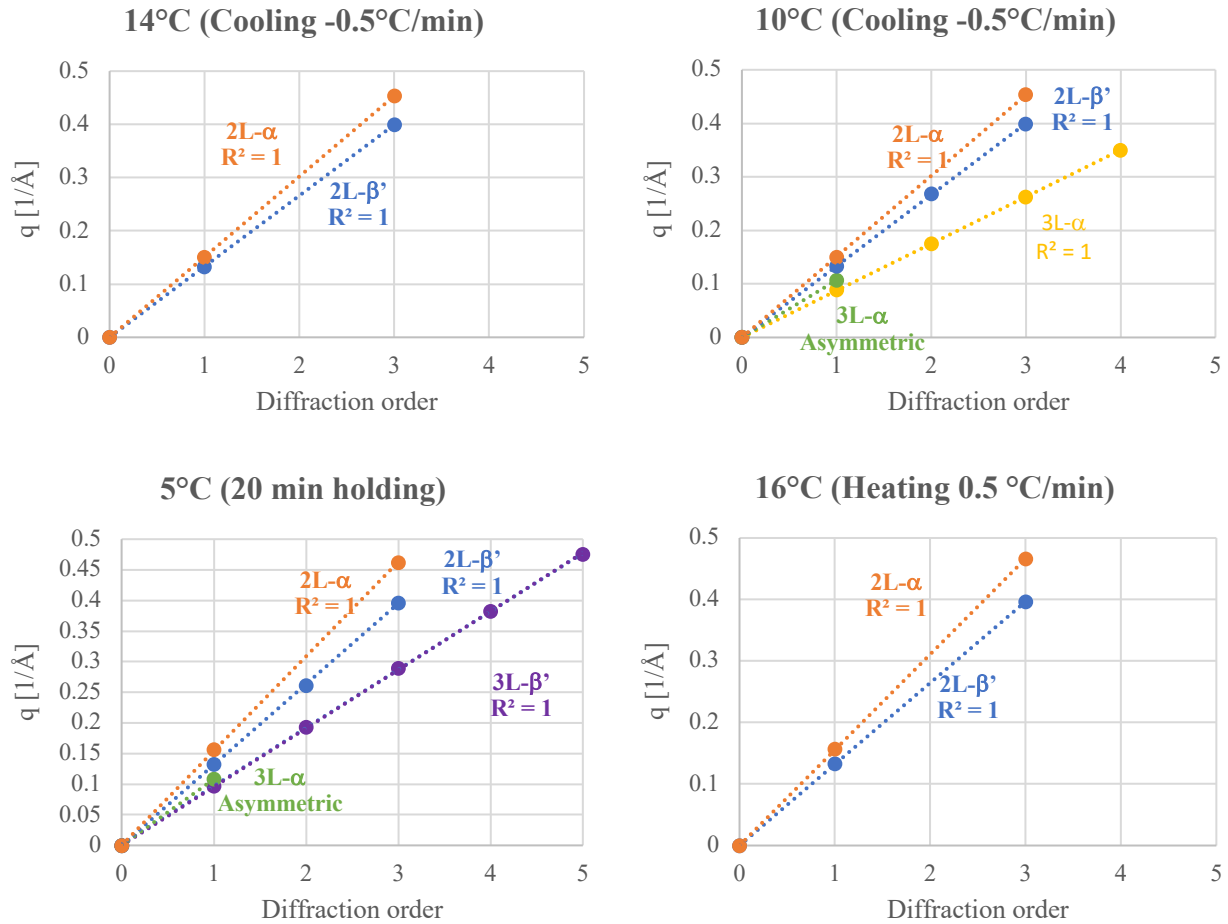 14°C (Cooling -0.5°C/min)
0.5
0.4
0.3
0.2
0.1
0
q [1/Å]
2L-α
R² = 1
2L-β’
R² = 1
0 1 2 3 4 5
Diffraction order
10°C (Cooling -0.5°C/min)
0.5
0.4
0.3
0.2
0.1
0
q [1/Å]
2L-β’
R² = 1
2L-α
R² = 1
3L-α
R² = 1
3L-α
Asymmetric
0 1 2 3 4 5
Diffraction order
5°C (20 min holding)
0.5
0.45
0.4
0.35
0.3
0.25
0.2
0.15
0.1
0.05
0
q [1/Å]
2L-α
R² = 1
2L-β’
R² = 1
3L-β’
R² = 1
3L-α
Asymmetric
0 1 2 3 4 5
Diffraction order
16°C (Heating 0.5 °C/min)
0.5
0.4
0.3
0.2
0.1
0
q [1/Å]
2L-α
R² = 1
2L-β’
R² = 1
0 1 2 3 4 5
Diffraction order